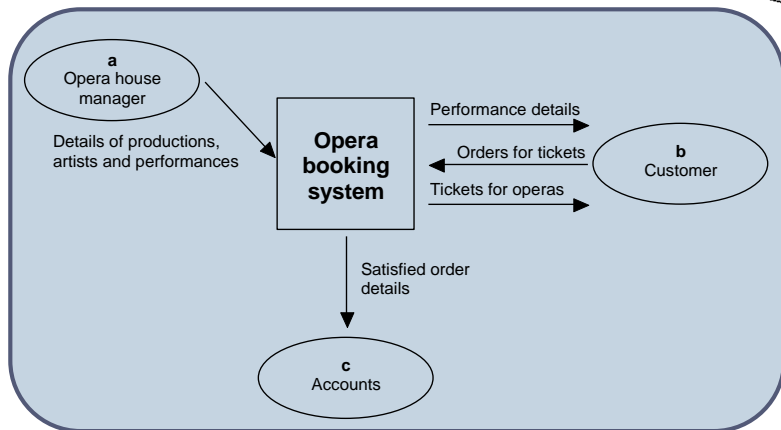 a
Opera house
manager
Details of productions,
artists and performances
Opera
booking
system
Performance details
Orders for tickets
Tickets for operas
b
Customer
Satisfied order
details
c
Accounts